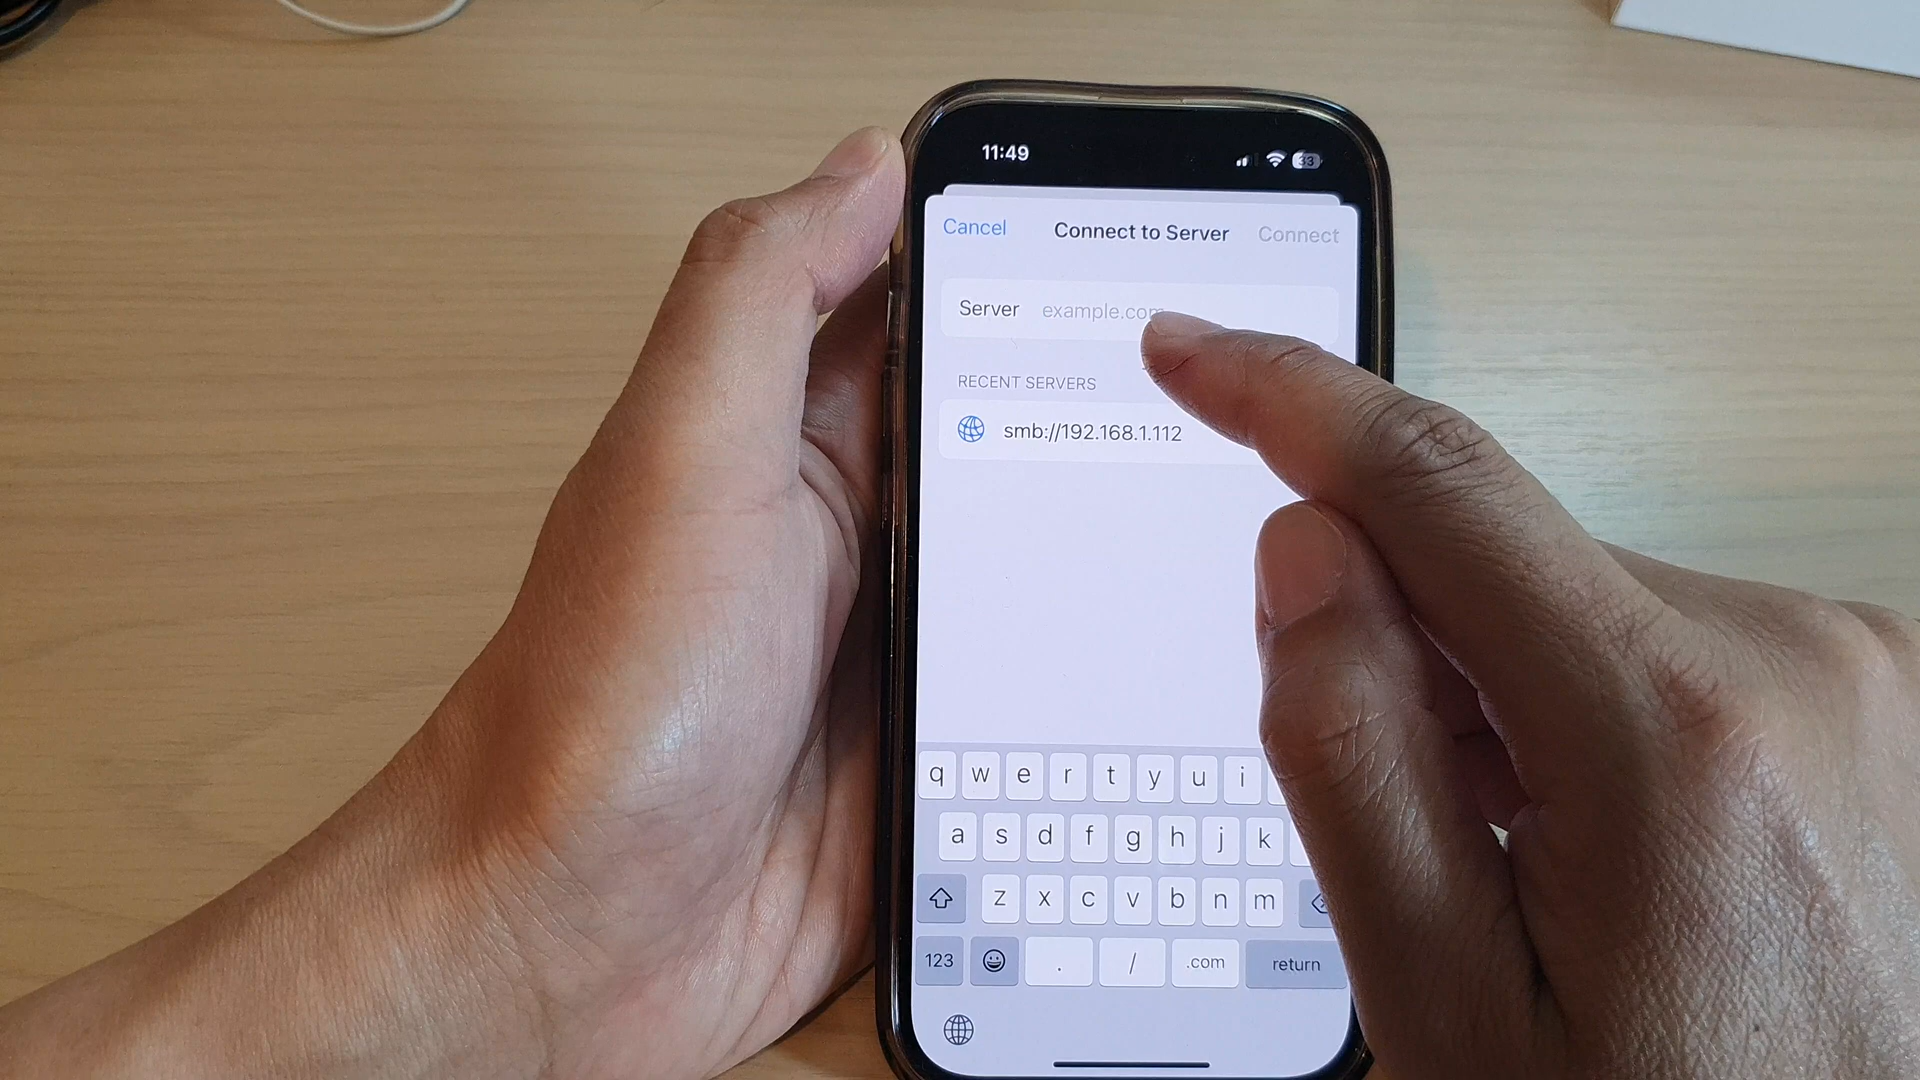 11:49
33
Cancel Connect to Server Connect
Server example.com
RECENT SERVERS
smb://192.168.1.112
q w e r t y u i
a s d f g h j k
z x c v b n m
123 . / .com return